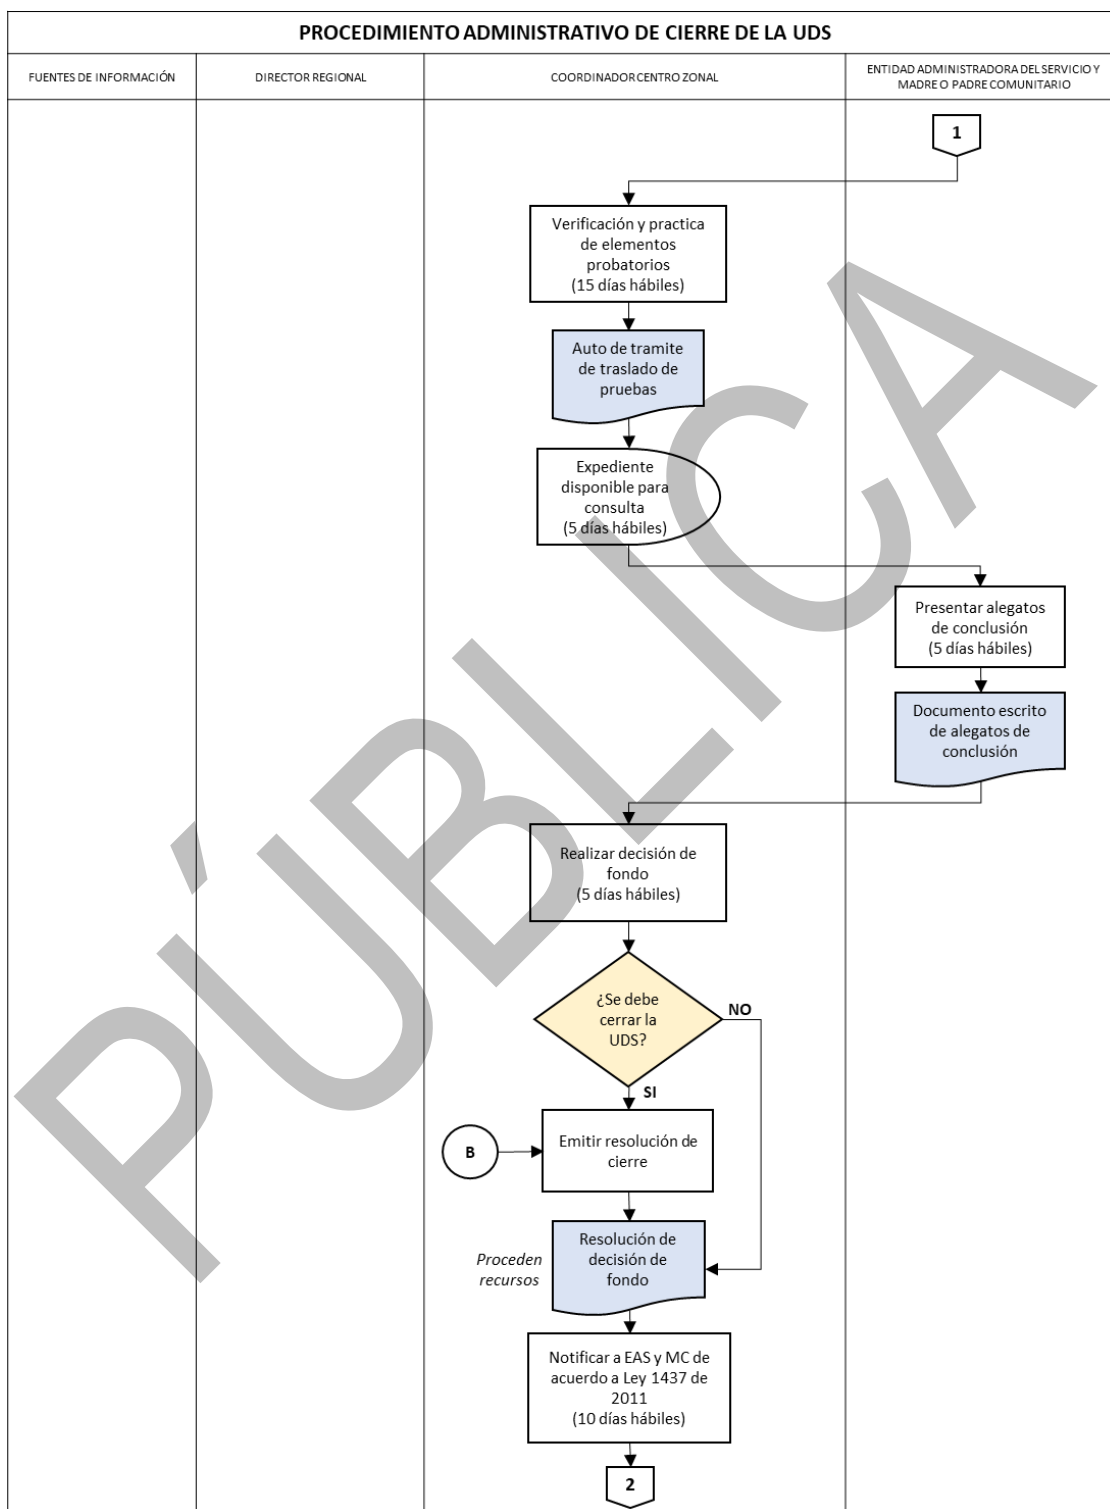 PROCEDIMIENTO ADMINISTRATIVO DE CIERRE DE LA UDS
FUENTES DE INFORMACIÓN
DIRECTOR REGIONAL
COORDINADOR CENTRO ZONAL
ENTIDAD ADMINISTRADORA DEL SERVICIO Y
MADRE O PADRE COMUNITARIO
1
Verificación y practica
de elementos
probatorios
(15 días hábiles)
Auto de tramite
de traslado de
pruebas
Expediente
disponible para
consulta
(5 días hábiles)
Presentar alegatos
de conclusión
(5 días hábiles)
Documento escrito
de alegatos de
conclusión
Realizar decisión de
fondo
(5 días hábiles)
¿Se debe
cerrar la
UDS?
NO
SI
B
Emitir resolución de
cierre
Proceden
recursos
Resolución de
decisión de
fondo
Notificar a EAS y MC de
acuerdo a Ley 1437 de
2011
(10 días hábiles)
2
PÚBLICA